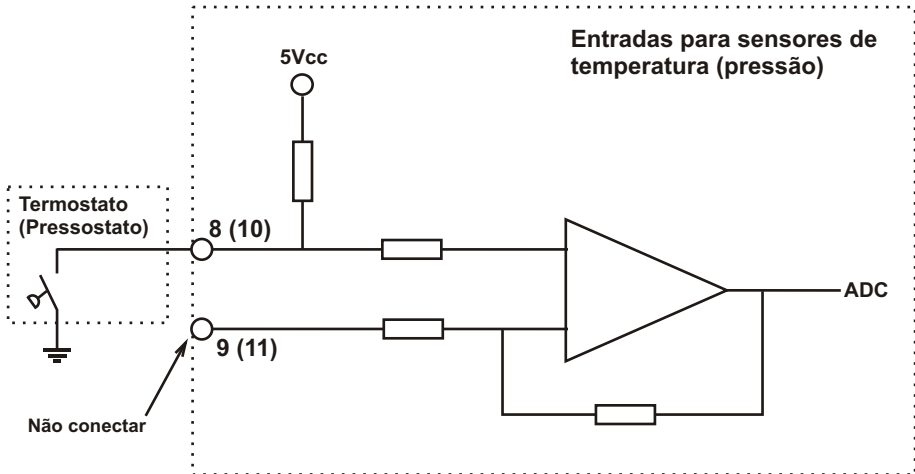 Entradas para sensores de
temperatura (pressão)
5Vcc
Termostato
(Pressostato)
8 (10)
ADC
9 (11)
Não conectar